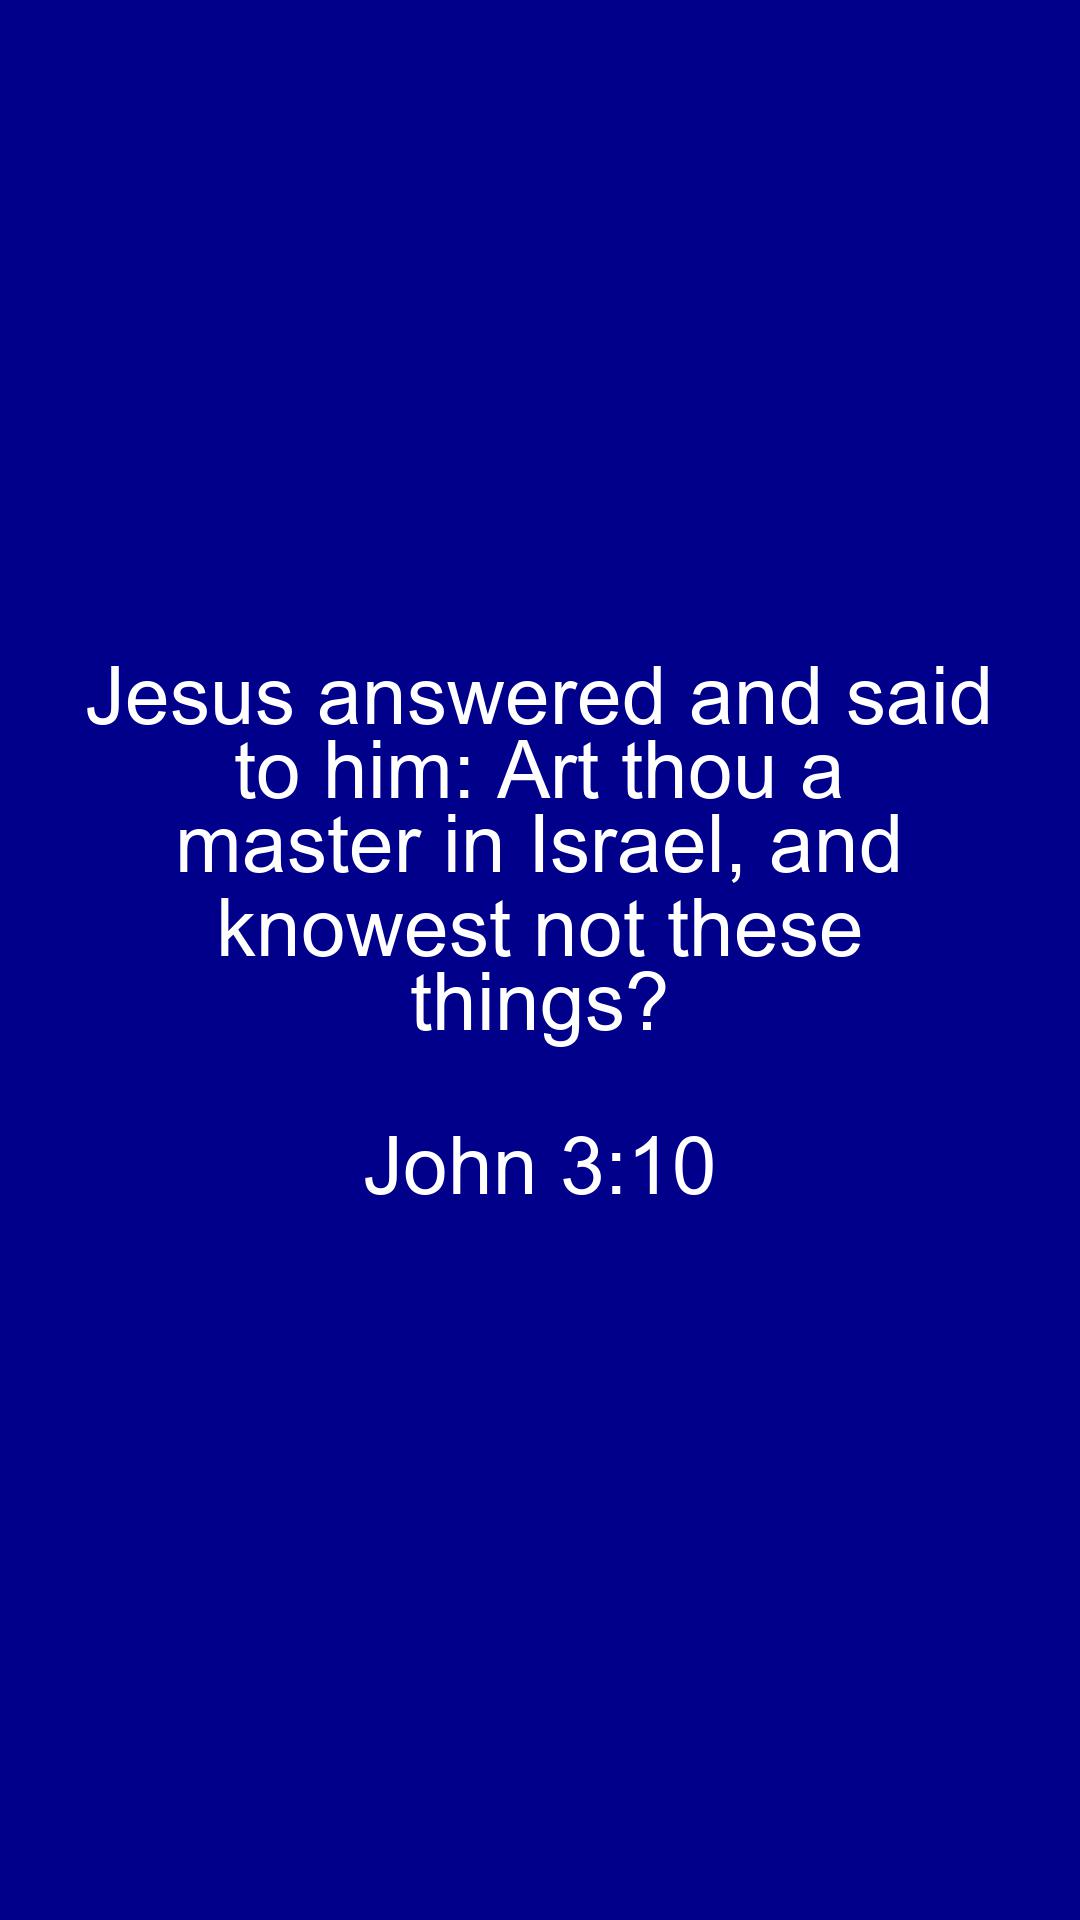 Jesus answered and said
to him: Art thou a
master in Israel, and
knowest not these
things?
John 3:10